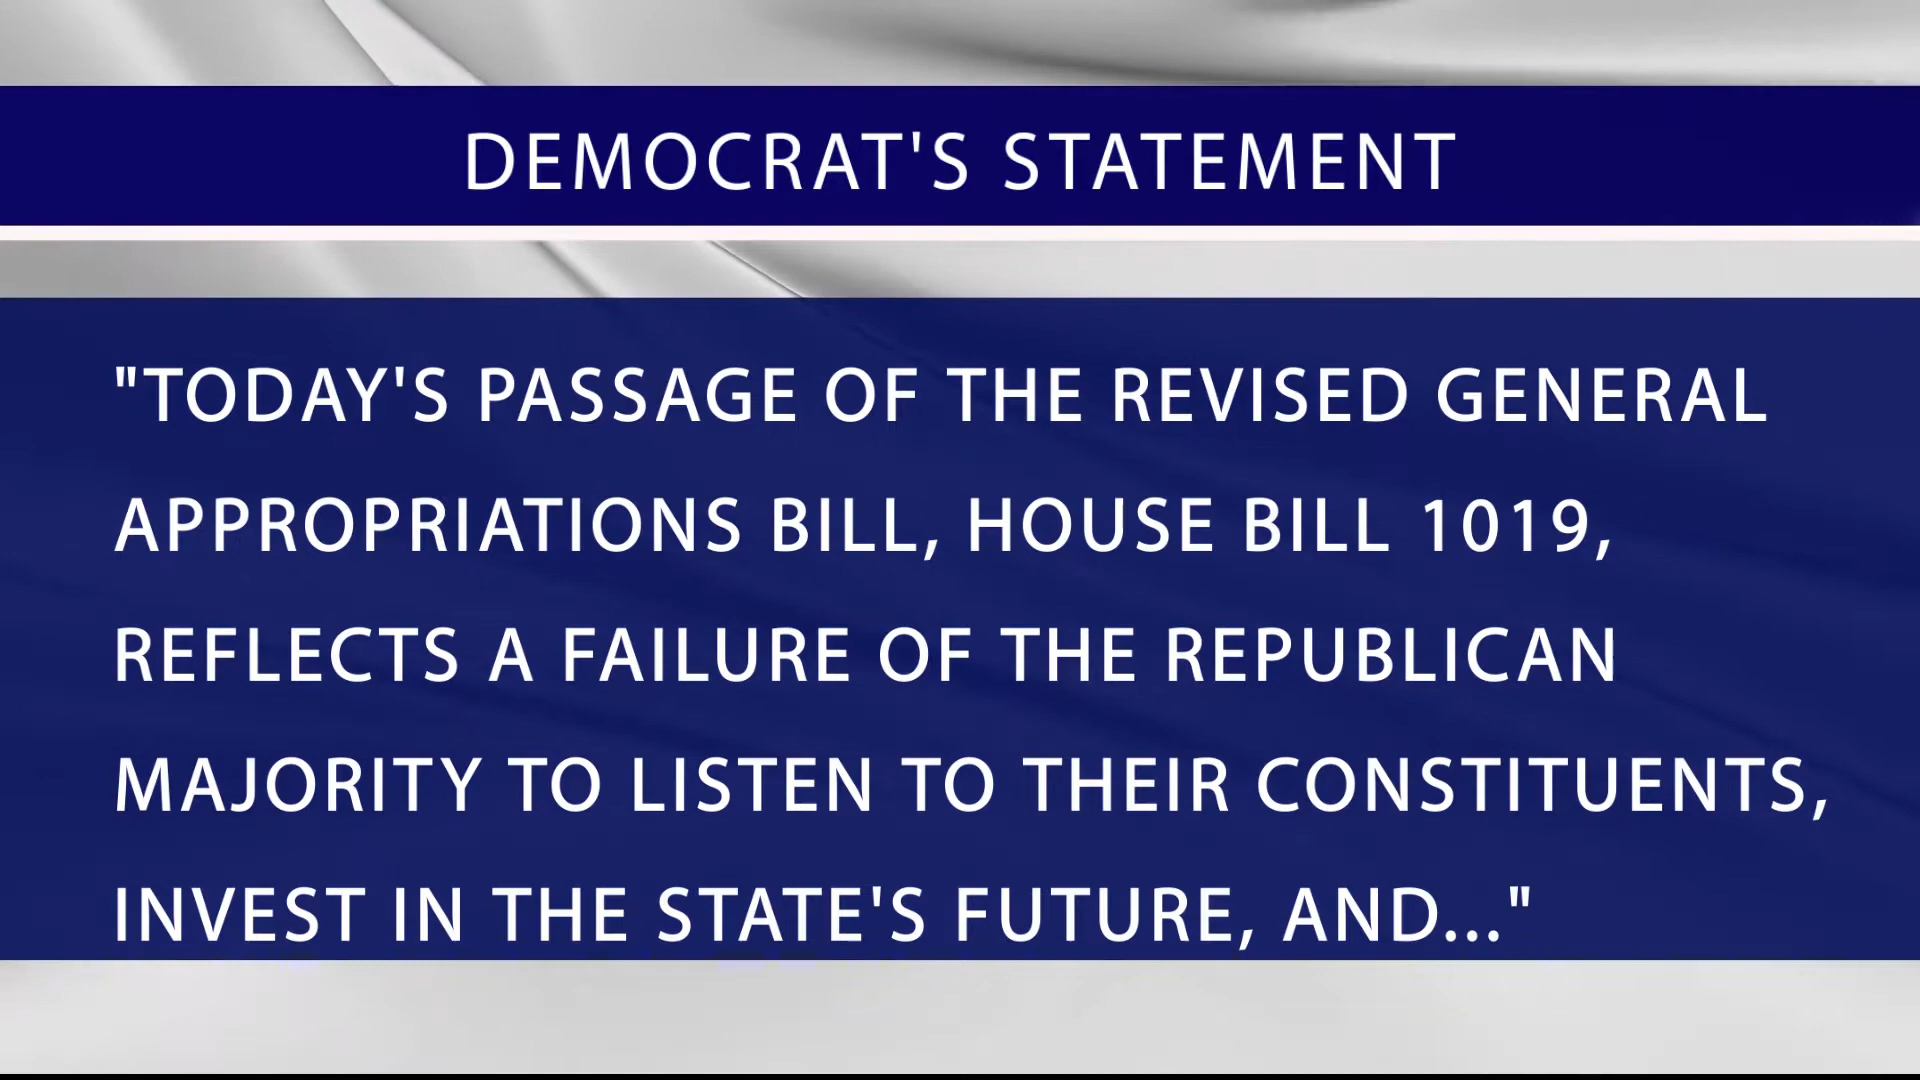 DEMOCRAT'S STATEMENT
"TODAY'S PASSAGE OF THE REVISED GENERAL
APPROPRIATIONS BILL, HOUSE BILL 1019,
REFLECTS A FAILURE OF THE REPUBLICAN
MAJORITY TO LISTEN TO THEIR CONSTITUENTS,
INVEST IN THE STATE'S FUTURE, AND..."